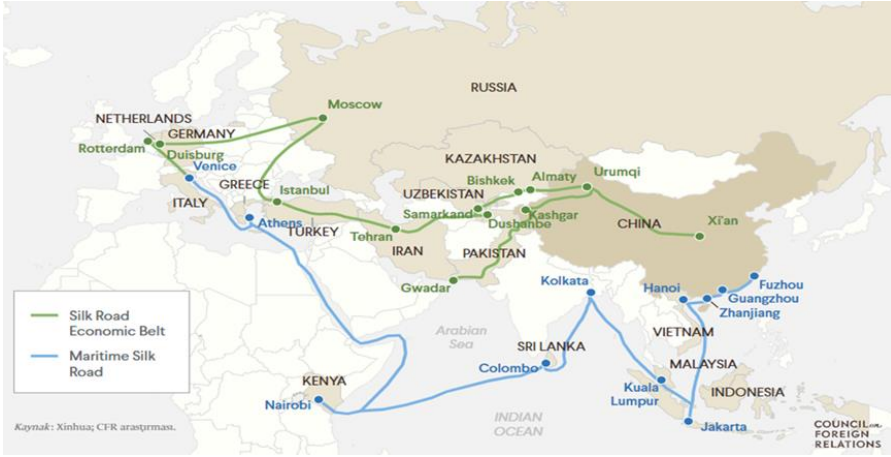 RUSSIA
Moscow
NETHERLANDS
GERMANY
Rotterdam
Duisburg
Venice
KAZAKHSTAN
Bishkek
Almaty
Urumqi
GREECE
Istanbul
UZBEKISTAN
ITALY
Athens
Samarkand
Dushanbe
Kashgar
CHINA
Xi'an
TURKEY
Tehran
IRAN
PAKISTAN
Gwadar
Kolkata
Hanoi
Fuzhou
Guangzhou
Zhanjiang
Silk Road
Economic Belt
Maritime Silk
Road
Arabian
Sea
SRI LANKA
VIETNAM
Colombo
MALAYSIA
KENYA
Nairobi
Kuala
Lumpur
INDONESIA
INDIAN
OCEAN
Jakarta
Kaynak: Xinhua; CFR araştırması.
COUNCIL on
FOREIGN
RELATIONS